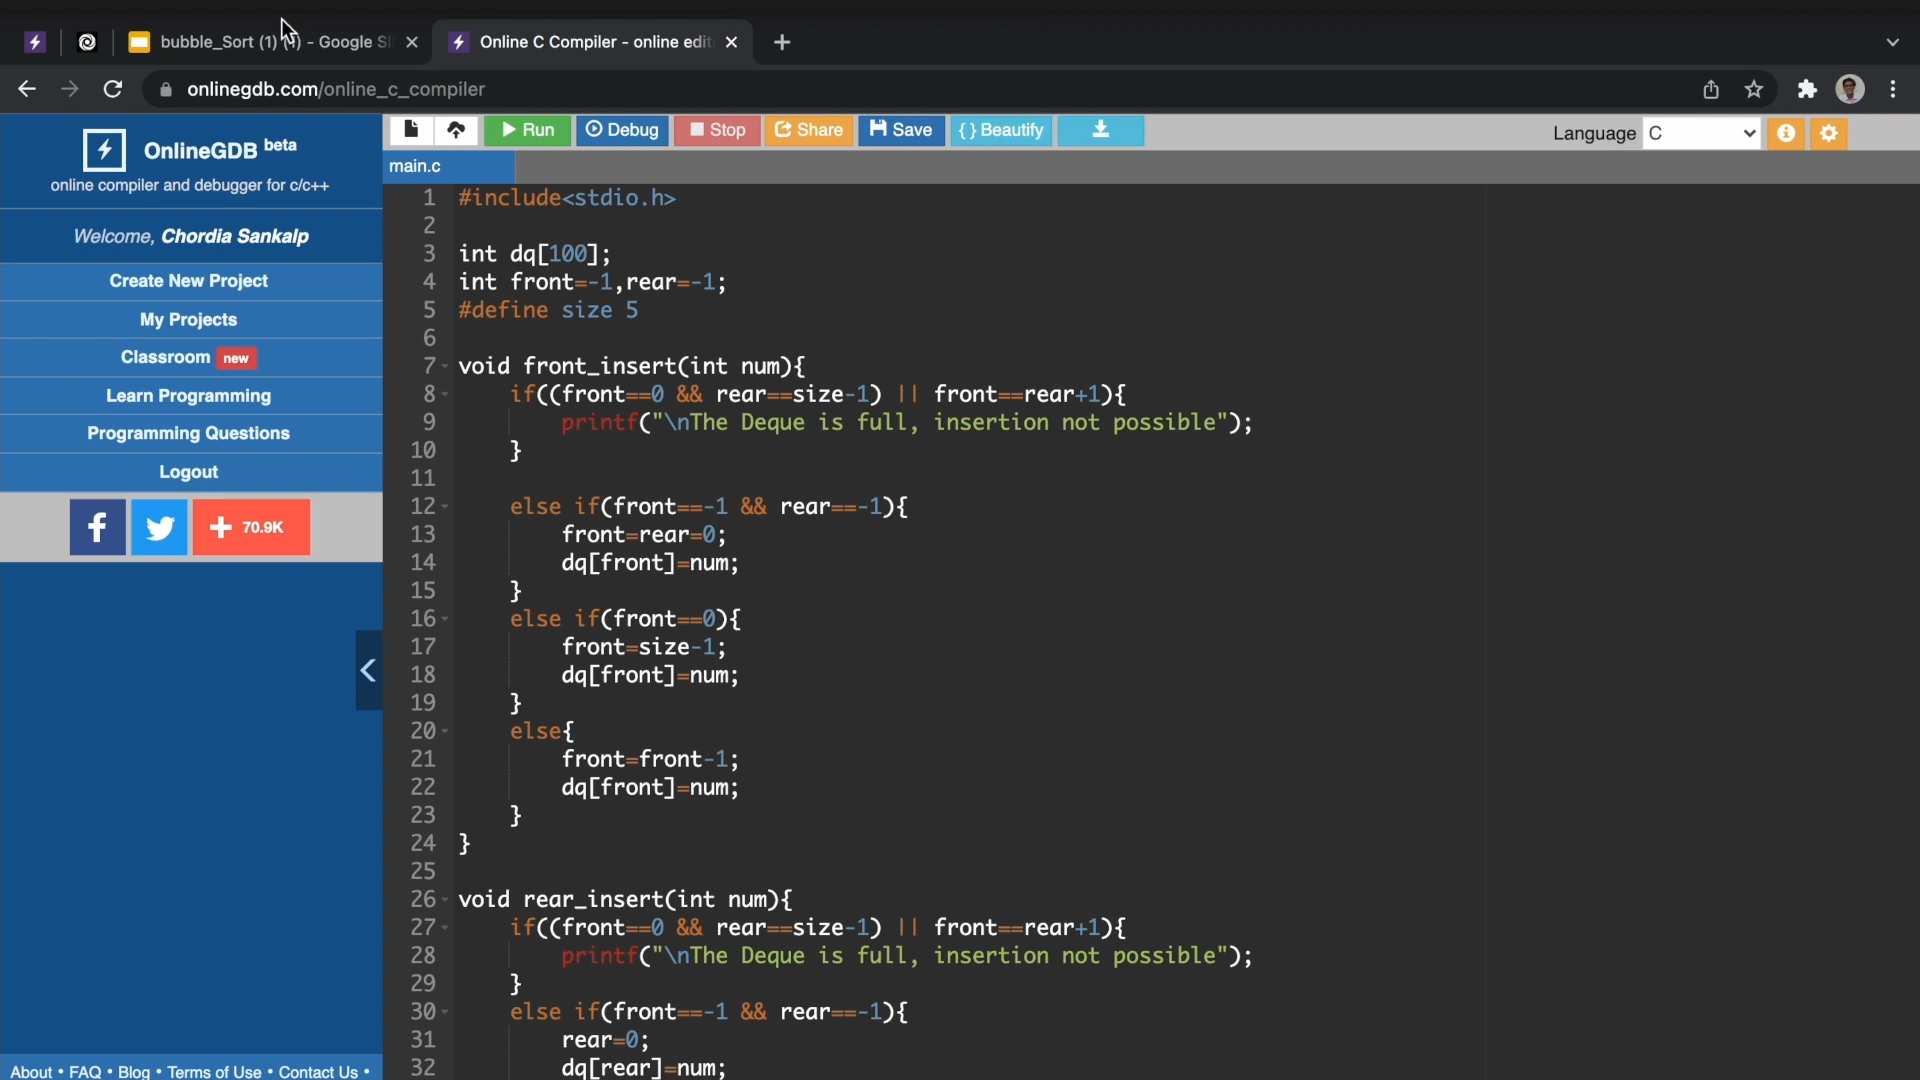 bubble_Sort (1) (1) - Google Sl
Online C Compiler - online edit
onlinegdb.com/online_c_compiler
OnlineGDB beta
online compiler and debugger for c/c++
Welcome, Chordia Sankalp
Create New Project
My Projects
Classroom new
Learn Programming
Programming Questions
Logout
f + 70.9K
About • FAQ • Blog • Terms of Use • Contact Us •
Run Debug Stop Share Save {} Beautify
Language C
main.c
1 #include<stdio.h>
2
3 int dq[100];
4 int front=-1,rear=-1;
5 #define size 5
6
7 void front_insert(int num){
8 if((front==0 && rear==size-1) || front==rear+1){
9 printf("\nThe Deque is full, insertion not possible");
10 }
11
12 else if(front==-1 && rear==-1){
13 front=rear=0;
14 dq[front]=num;
15 }
16 else if(front==0){
17 front=size-1;
18 dq[front]=num;
19 }
20 else{
21 front=front-1;
22 dq[front]=num;
23 }
24 }
25
26 void rear_insert(int num){
27 if((front==0 && rear==size-1) || front==rear+1){
28 printf("\nThe Deque is full, insertion not possible");
29 }
30 else if(front==-1 && rear==-1){
31 rear=0;
32 dq[rear]=num;